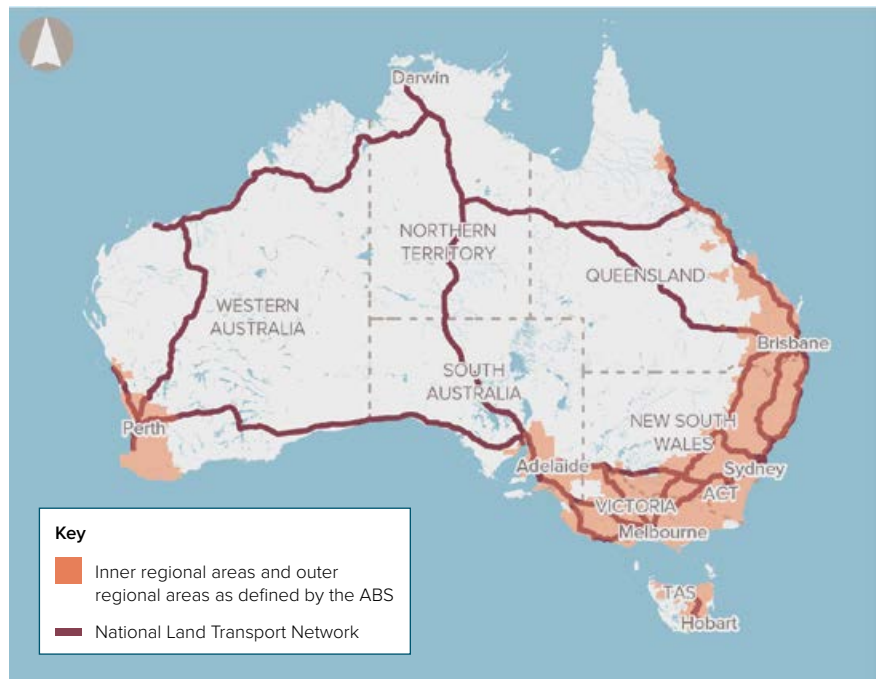 Darwin
NORTHERN
TERRITORY
QUEENSLAND
WESTERN
AUSTRALIA
Brisbane
SOUTH
AUSTRALIA
NEW SOUTH
WALES
Perth
Adelaide
Sydney
ACT
VICTORIA
Melbourne
TAS
Hobart
Key
Inner regional areas and outer
regional areas as defined by the ABS
National Land Transport Network